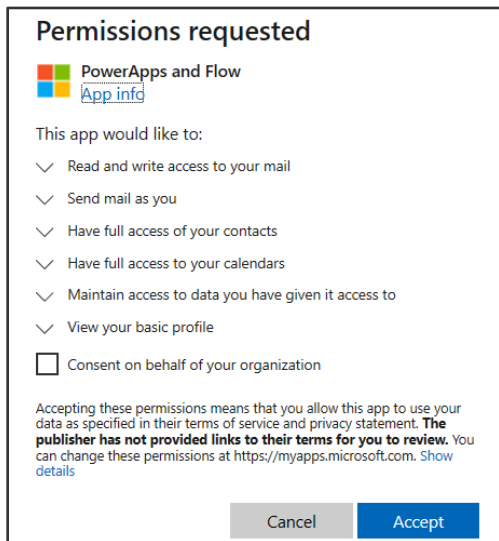 Permissions requested
PowerApps and Flow
App info
This app would like to:
Read and write access to your mail
Send mail as you
Have full access of your contacts
Have full access to your calendars
Maintain access to data you have given it access to
View your basic profile
Consent on behalf of your organization
Accepting these permissions means that you allow this app to use your
data as specified in their terms of service and privacy statement. The
publisher has not provided links to their terms for you to review. You
can change these permissions at https://myapps.microsoft.com. Show
details
Cancel Accept